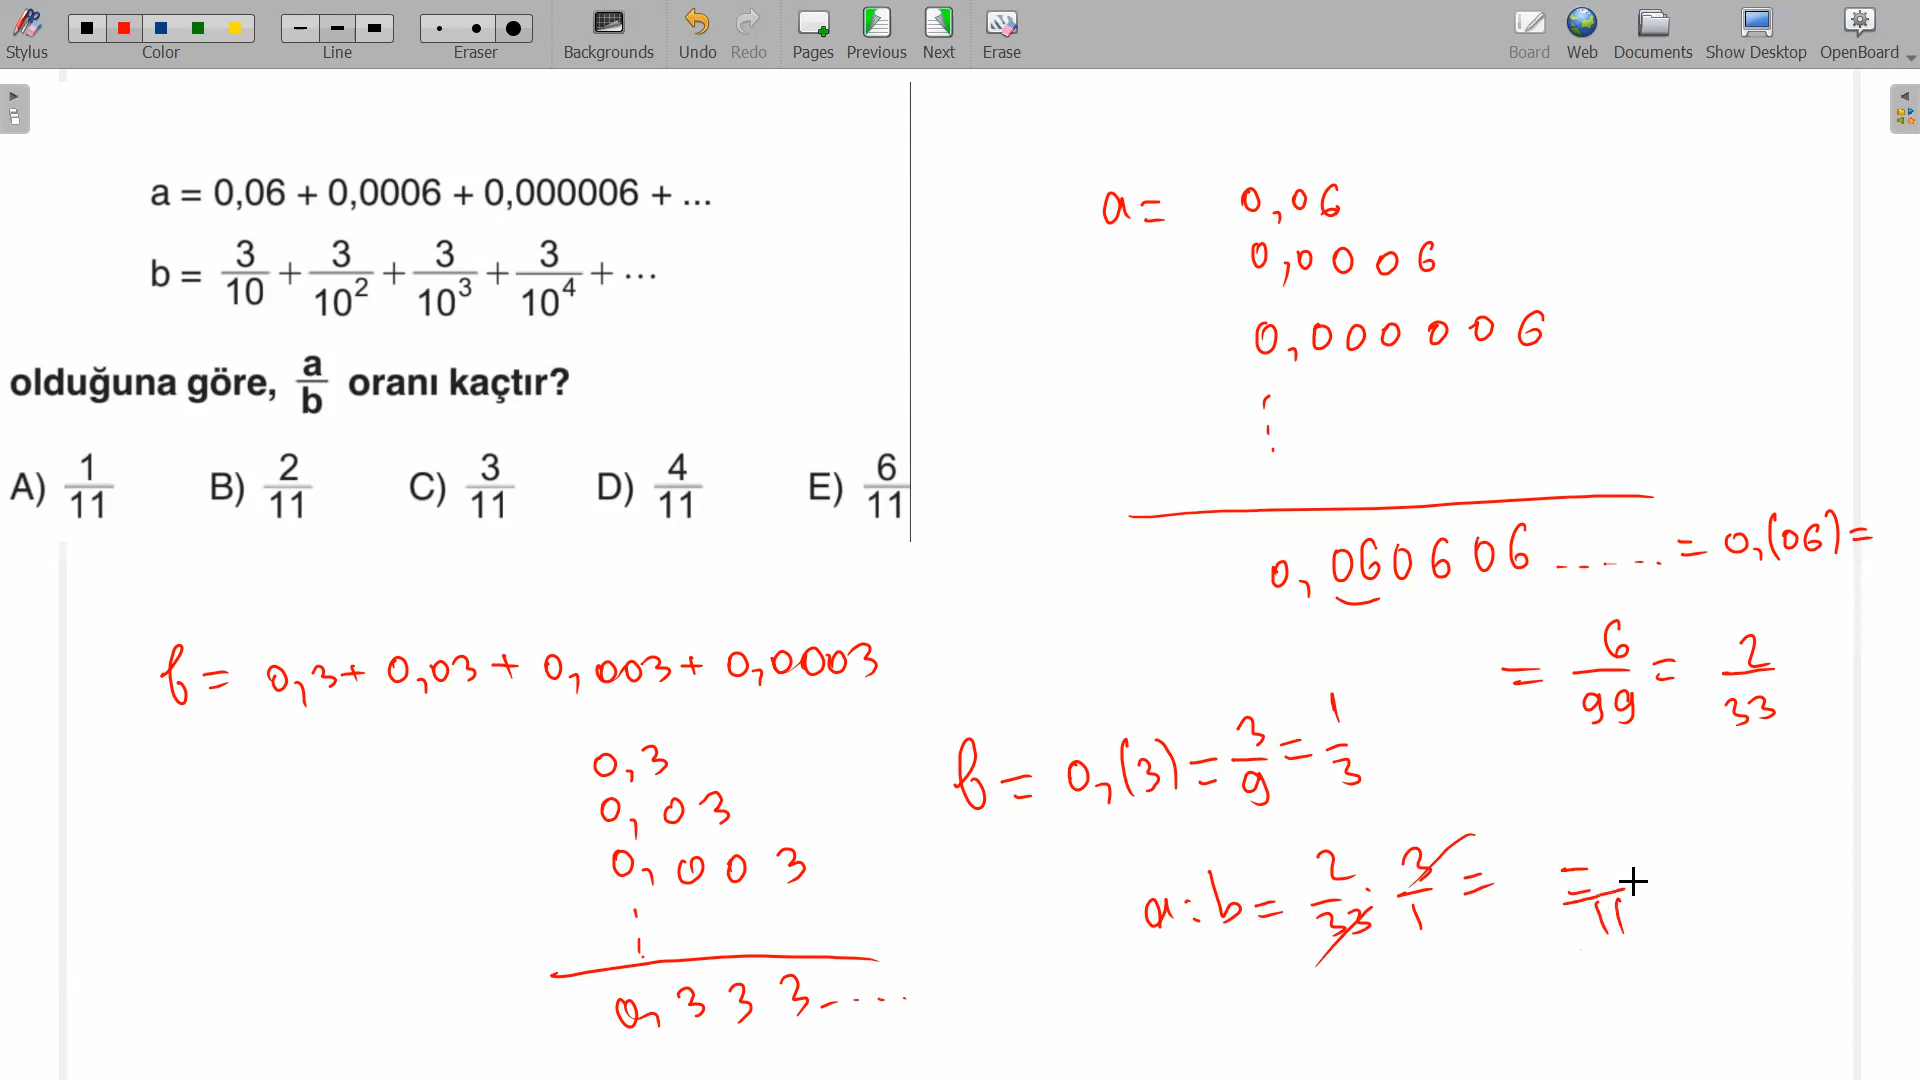 Stylus Color Line Eraser Backgrounds Undo Redo Pages Previous Next Erase Board Web Documents Show Desktop OpenBoard
a = 0,06 + 0,0006 + 0,000006 + ...
b = 3/10 + 3/10² + 3/10³ + 3/10⁴ + ...
olduğuna göre, a/b oranı kaçtır?
A) 1/11 B) 2/11 C) 3/11 D) 4/11 E) 6/11
a = 0,06
0,0006
0,000006
⋮
0,060606...... = 0,(06) =
= 6/99 = 2/33
b = 0,3 + 0,03 + 0,003 + 0,0003
0,3
0,03
0,003
⋮
0,333....
b = 0,(3) = 3/9 = 1/3
a : b = 2/33 · 3/1 = = /11